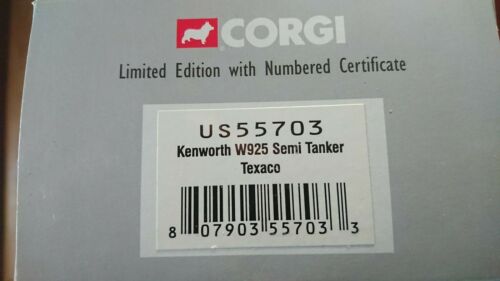 CORGI
Limited Edition with Numbered Certificate
US55703
Kenworth W925 Semi Tanker
Texaco
8 07903 55703 3